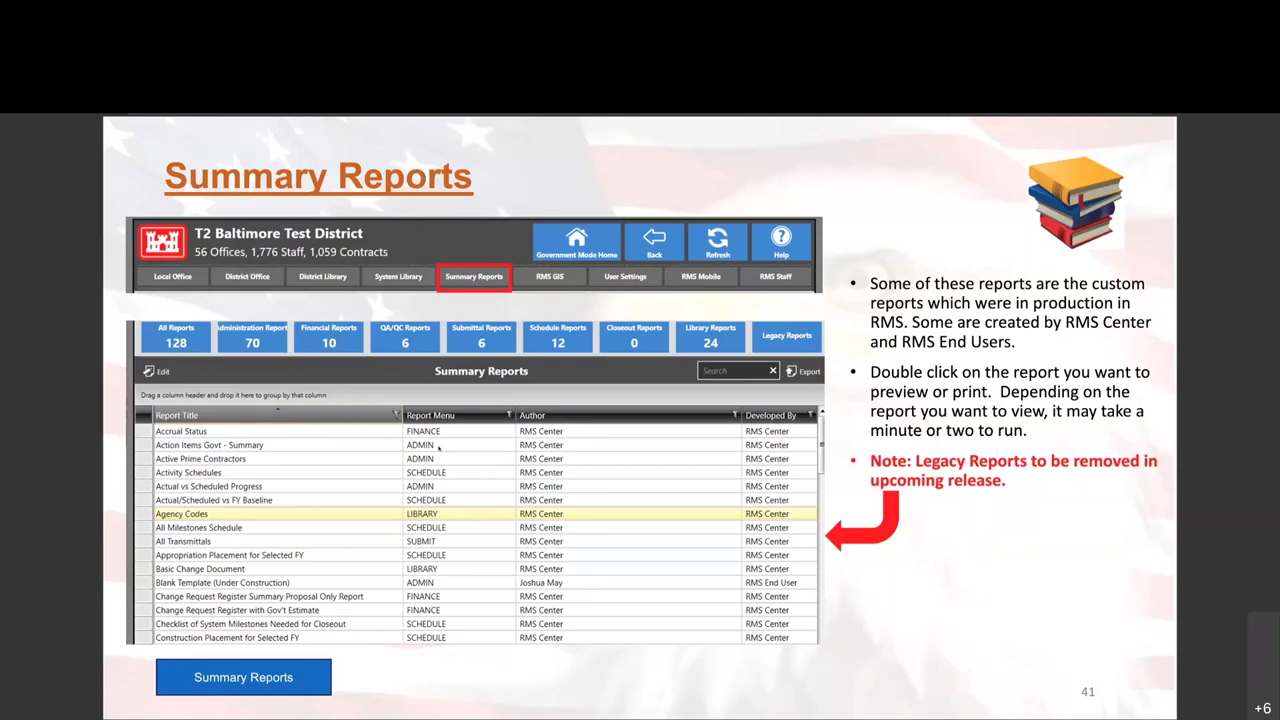 Summary Reports
T2 Baltimore Test District
56 Offices, 1,776 Staff, 1,059 Contracts
Government Mode Home
Back
Refresh
Help
Local Office
District Office
District Library
System Library
Summary Reports
RMS GIS
User Settings
RMS Mobile
RMS Staff
All Reports
128
dministration Report
70
Financial Reports
10
QA/QC Reports
6
Submittal Reports
6
Schedule Reports
12
Closeout Reports
0
Library Reports
24
Legacy Reports
Edit
Summary Reports
Search
Export
Drag a column header and drop it here to group by that column
Report Title Report Menu Author Developed By
Accrual Status FINANCE RMS Center RMS Center
Action Items Govt - Summary ADMIN RMS Center RMS Center
Active Prime Contractors ADMIN RMS Center RMS Center
Activity Schedules SCHEDULE RMS Center RMS Center
Actual vs Scheduled Progress ADMIN RMS Center RMS Center
Actual/Scheduled vs FY Baseline SCHEDULE RMS Center RMS Center
Agency Codes LIBRARY RMS Center RMS Center
All Milestones Schedule SCHEDULE RMS Center RMS Center
All Transmittals SUBMIT RMS Center RMS Center
Appropriation Placement for Selected FY SCHEDULE RMS Center RMS Center
Basic Change Document LIBRARY RMS Center RMS Center
Blank Template (Under Construction) ADMIN Joshua May RMS End User
Change Request Register Summary Proposal Only Report FINANCE RMS Center RMS Center
Change Request Register with Gov't Estimate FINANCE RMS Center RMS Center
Checklist of System Milestones Needed for Closeout SCHEDULE RMS Center RMS Center
Construction Placement for Selected FY SCHEDULE RMS Center RMS Center
• Some of these reports are the custom
reports which were in production in
RMS. Some are created by RMS Center
and RMS End Users.
• Double click on the report you want to
preview or print. Depending on the
report you want to view, it may take a
minute or two to run.
• Note: Legacy Reports to be removed in
upcoming release.
Summary Reports
41
+6